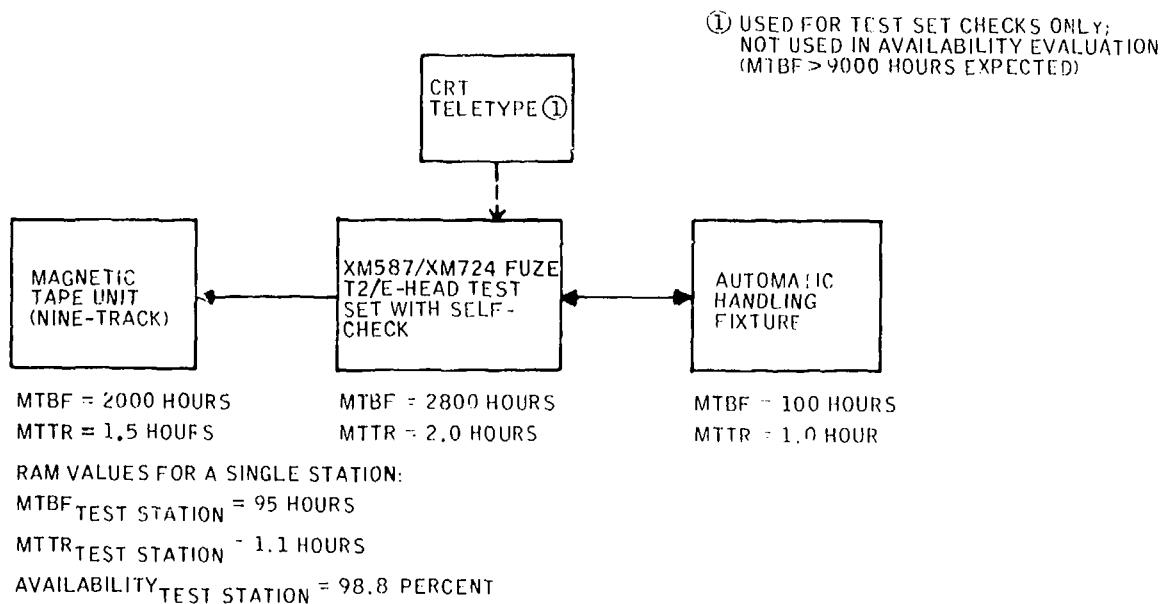 ① USED FOR TEST SET CHECKS ONLY;
NOT USED IN AVAILABILITY EVALUATION
(MTBF > 9000 HOURS EXPECTED)
CRT
TELETYPE ①
MAGNETIC
TAPE UNIT
(NINE-TRACK)
XM587/XM724 FUZE
T2/E-HEAD TEST
SET WITH SELF-
CHECK
AUTOMATIC
HANDLING
FIXTURE
MTBF = 2000 HOURS
MTTR = 1.5 HOURS
MTBF = 2800 HOURS
MTTR = 2.0 HOURS
MTBF = 100 HOURS
MTTR = 1.0 HOUR
RAM VALUES FOR A SINGLE STATION:
MTBF TEST STATION = 95 HOURS
MTTR TEST STATION = 1.1 HOURS
AVAILABILITY TEST STATION = 98.8 PERCENT